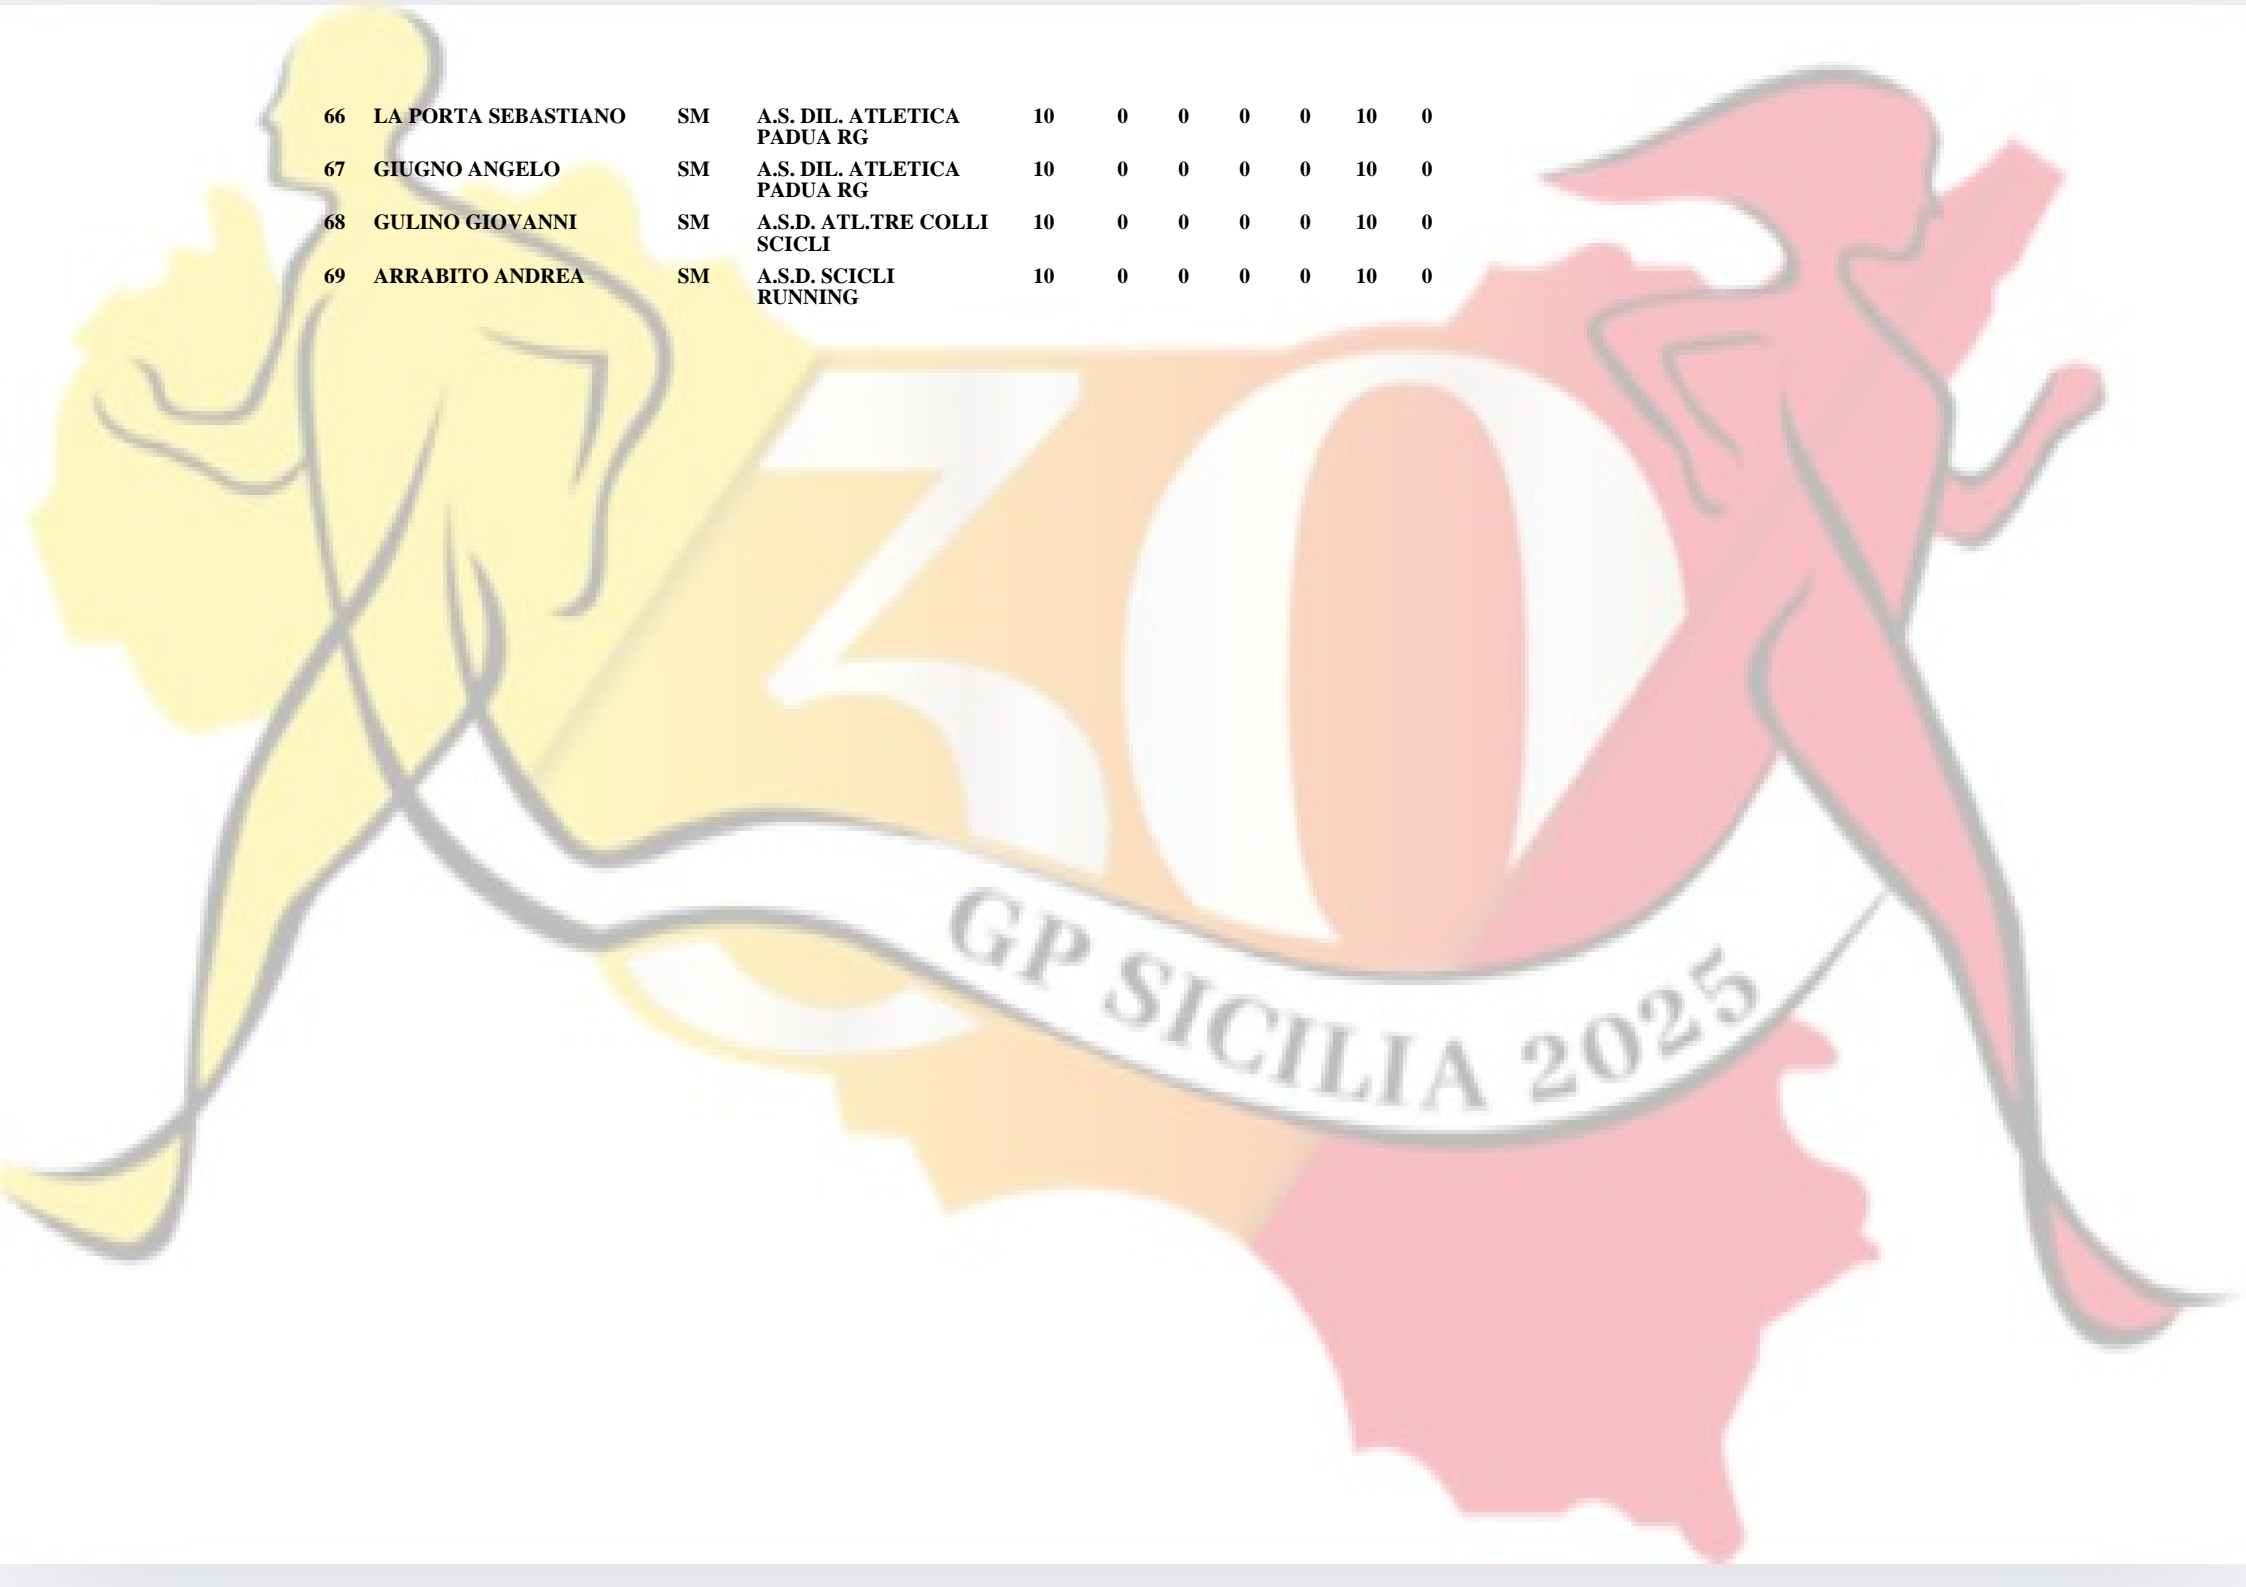 66 LA PORTA SEBASTIANO SM A.S. DIL. ATLETICA 10 0 0 0 0 10 0
PADUA RG
67 GIUGNO ANGELO SM A.S. DIL. ATLETICA 10 0 0 0 0 10 0
PADUA RG
68 GULINO GIOVANNI SM A.S.D. ATL.TRE COLLI 10 0 0 0 0 10 0
SCICLI
69 ARRABITO ANDREA SM A.S.D. SCICLI 10 0 0 0 0 10 0
RUNNING
30
GP SICILIA 2025